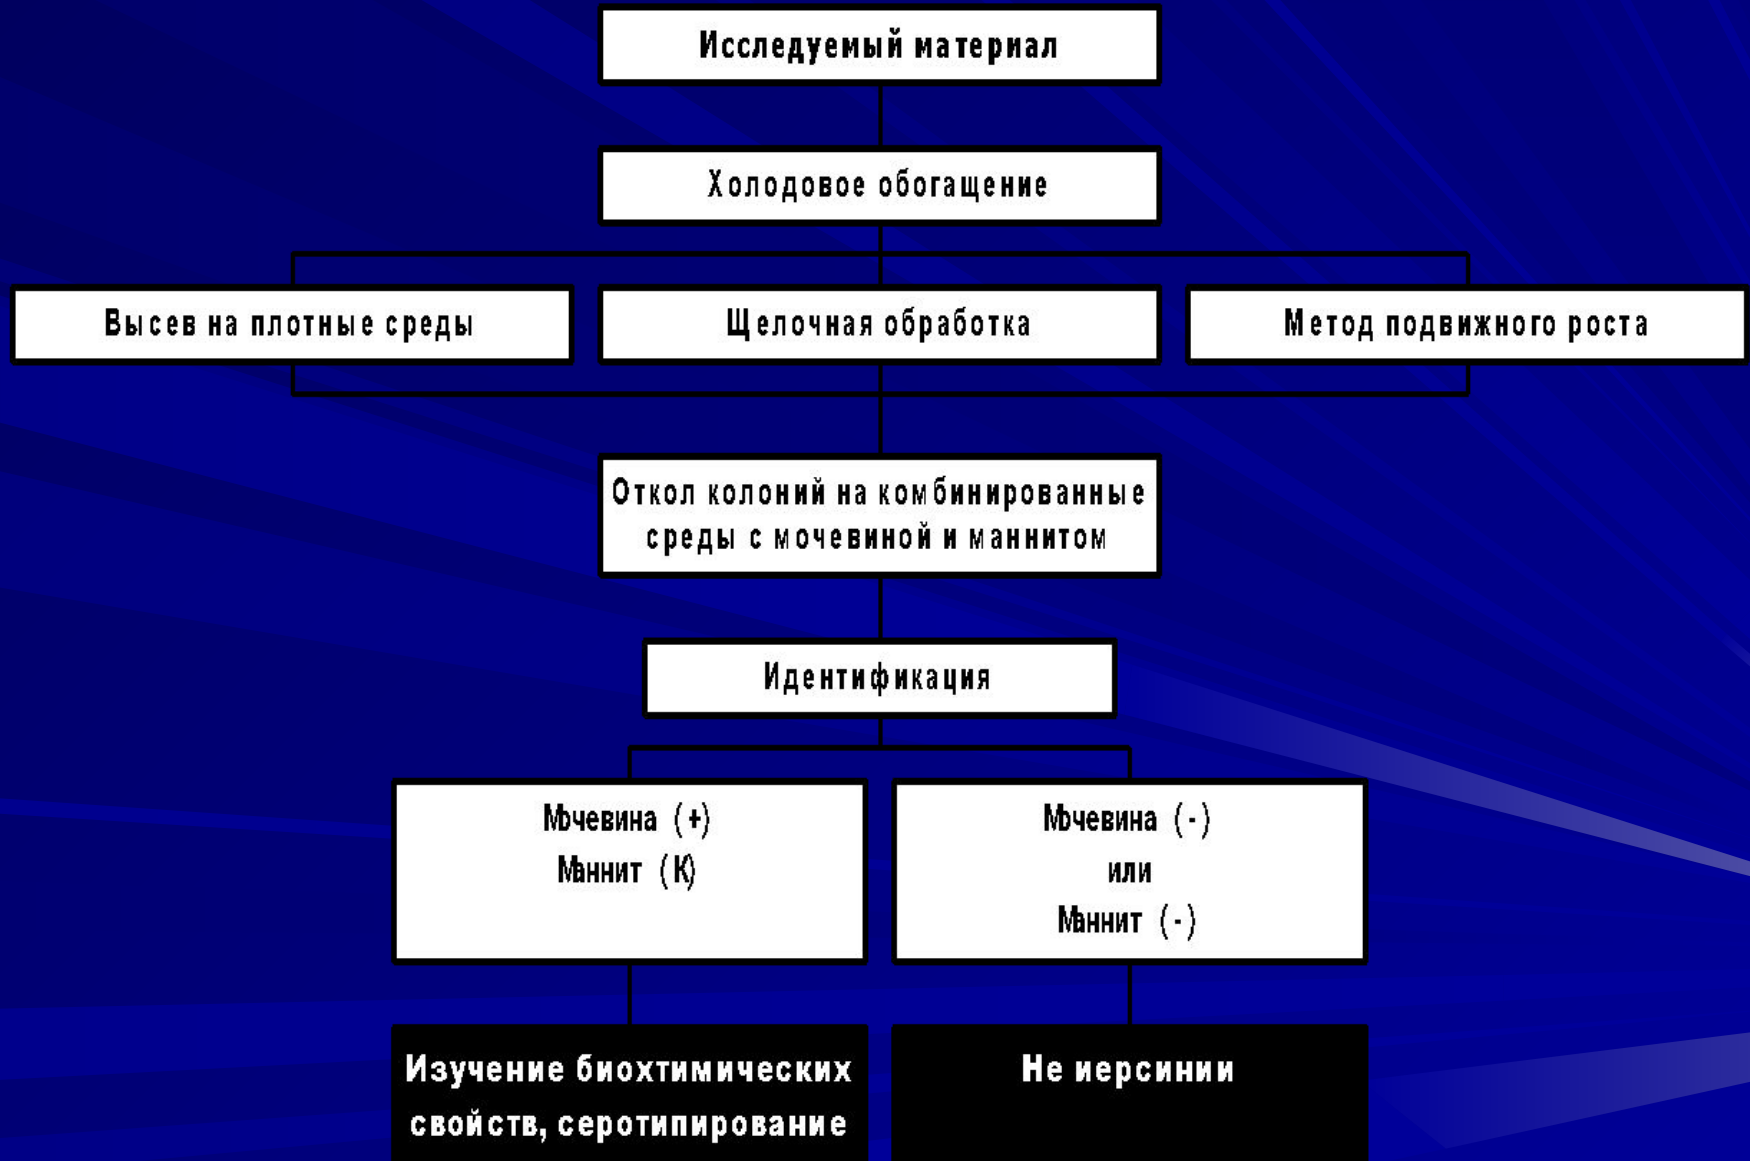 Исследуемый материал
Холодовое обогащение
Высев на плотные среды
Щелочная обработка
Метод подвижного роста
Откол колоний на комбинированные
среды с мочевиной и маннитом
Идентификация
Мочевина (+)
Маннит (К)
Мочевина (-)
или
Маннит (-)
Изучение биохтимических
свойств, серотипирование
Не иерсинии